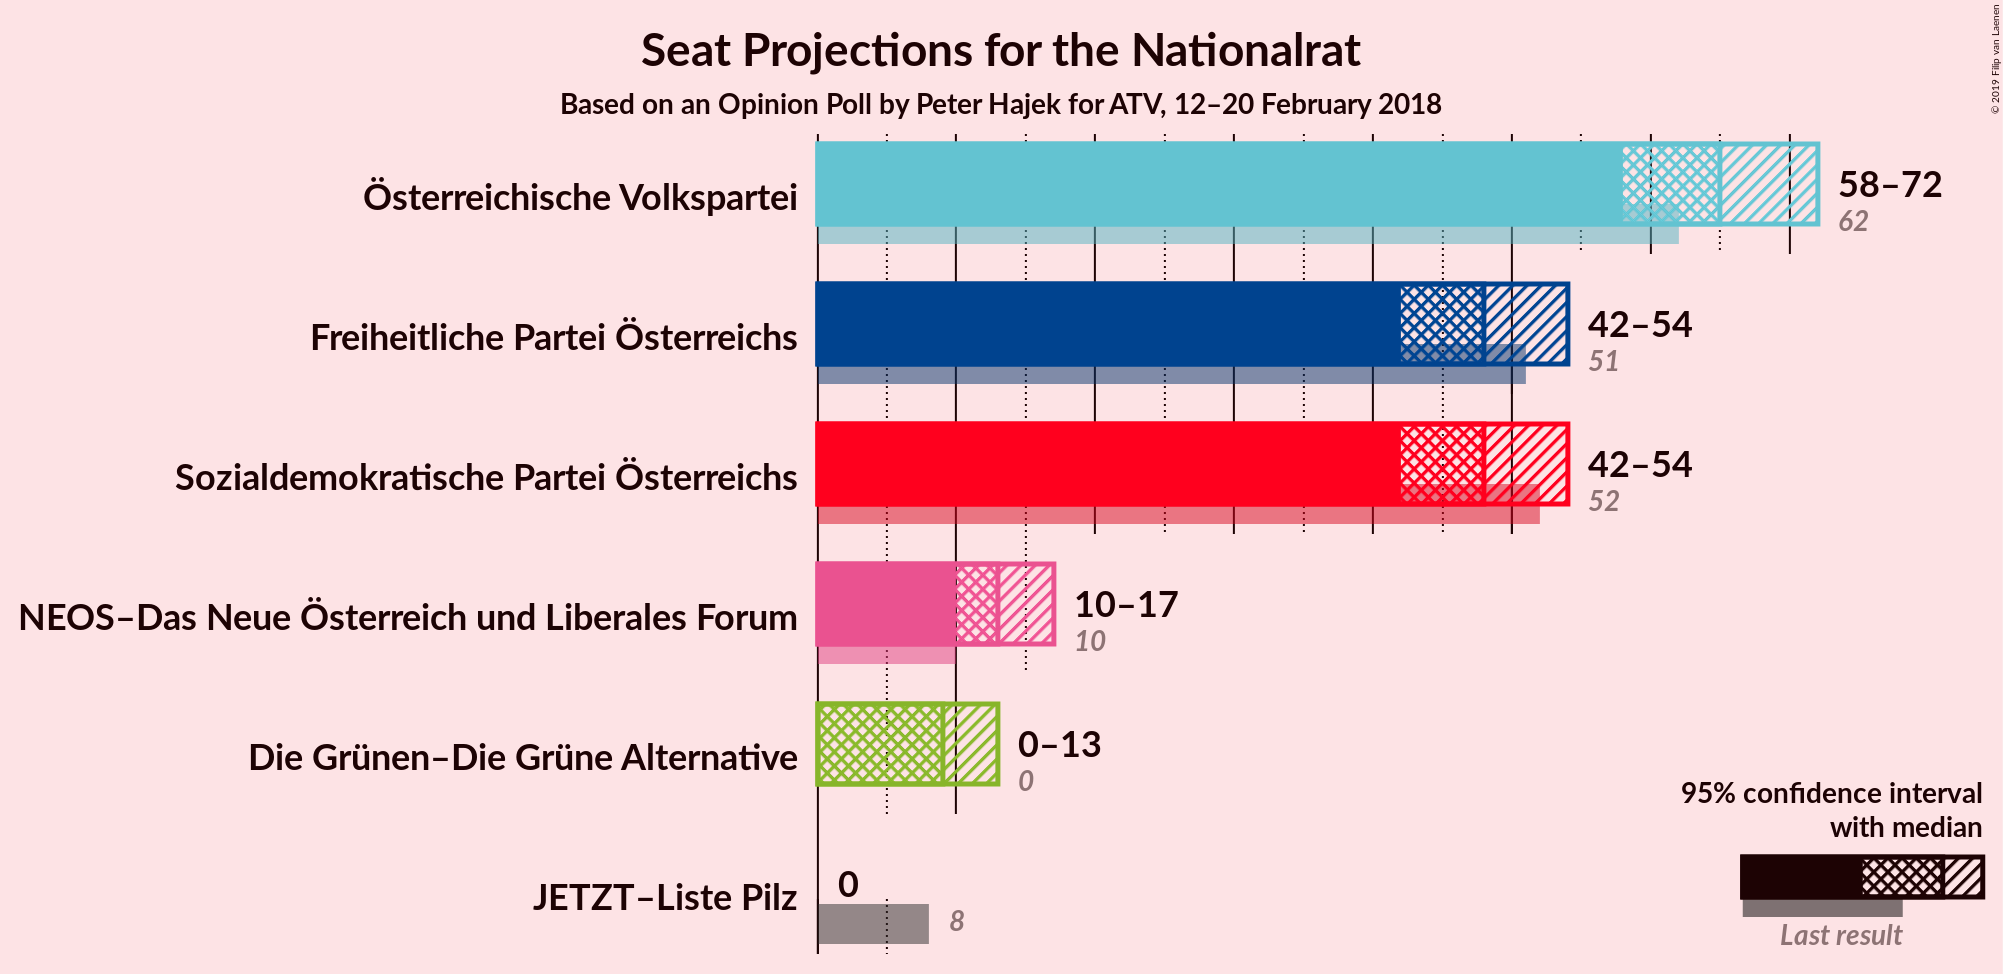 Seat Projections for the Nationalrat
Based on an Opinion Poll by Peter Hajek for ATV, 12–20 February 2018
© 2019 Filip van Laenen
Österreichische Volkspartei
58–72
62
Freiheitliche Partei Österreichs
42–54
51
Sozialdemokratische Partei Österreichs
42–54
52
NEOS–Das Neue Österreich und Liberales Forum
10–17
10
Die Grünen–Die Grüne Alternative
0–13
0
JETZT–Liste Pilz
0
8
95% confidence interval
with median
Last result